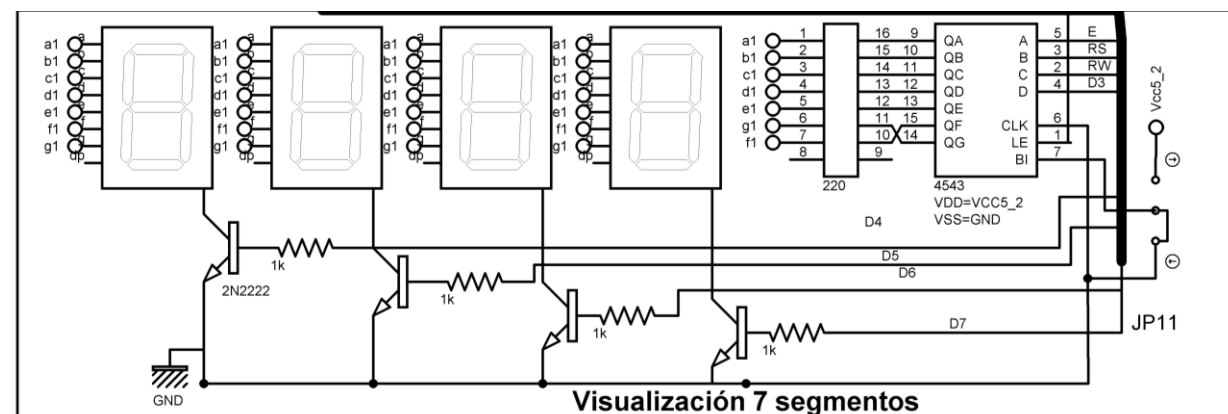 a1 a a1 a a1 a a1 a
b1 b b1 b b1 b b1 b
c1 c c1 c c1 c c1 c
d1 d d1 d d1 d d1 d
e1 e e1 e e1 e e1 e
f1 f f1 f f1 f f1 f
g1 g g1 g g1 g g1 g
dp dp dp dp
a1 1 16 9 QA A 5 E
b1 2 15 10 QB B 3 RS
c1 3 14 11 QC C 2 RW
d1 4 13 12 QD D 4 D3
e1 5 12 13 QE
g1 6 11 15 QF CLK 6
f1 7 10 14 QG LE 1
8 9 BI 7
Vcc5_2
220
4543
VDD=VCC5_2
VSS=GND
D4
1k
D5
2N2222
1k
D6
1k
D7
1k
JP11
GND
Visualización 7 segmentos